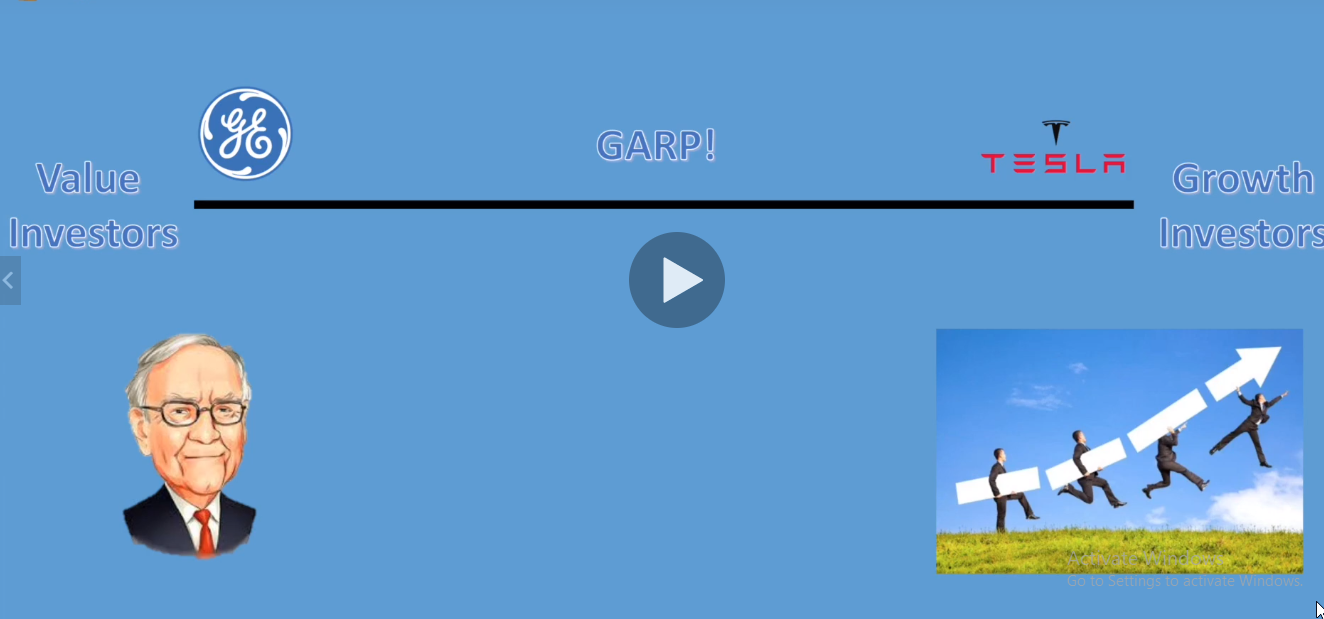 GE
GARP!
TESLA
Value
Investors
Growth
Investors
Activate Windows
Go to Settings to activate Windows.